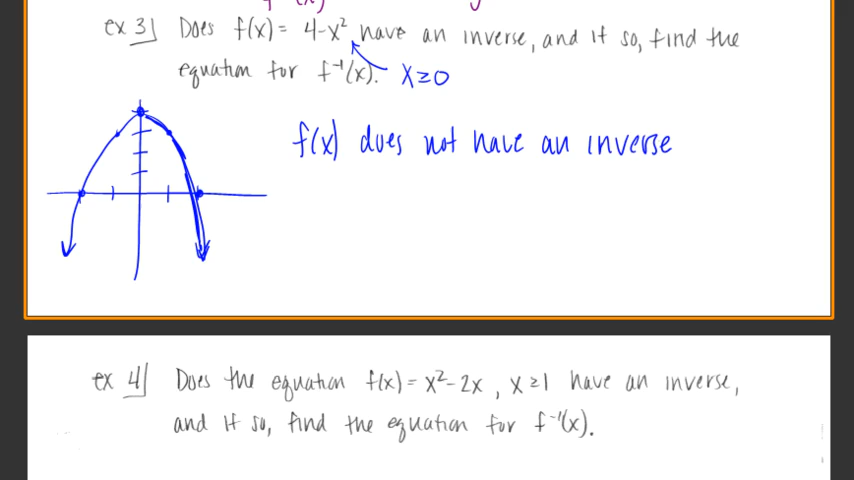 ex 3] Does f(x) = 4-x² have an inverse, and if so, find the
equation for f⁻¹(x). x≥0
f(x) does not have an inverse
ex 4] Does the equation f(x) = x²-2x, x≥1 have an inverse,
and if so, find the equation for f⁻¹(x).